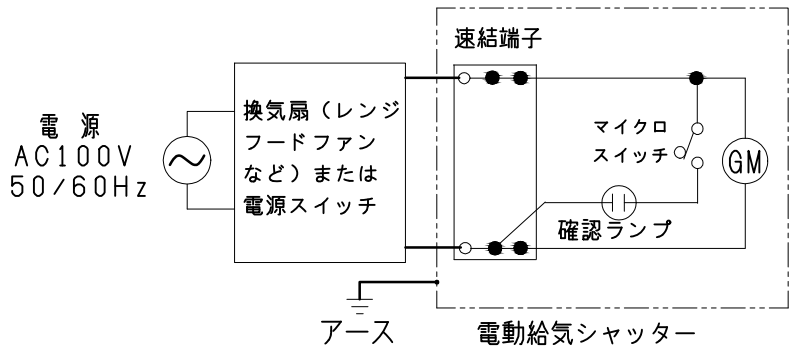 速結端子
電 源
AC100V
50/60Hz
換気扇（レンジ
フードファン
など）または
電源スイッチ
マイクロ
スイッチ
GM
確認ランプ
アース
電動給気シャッター